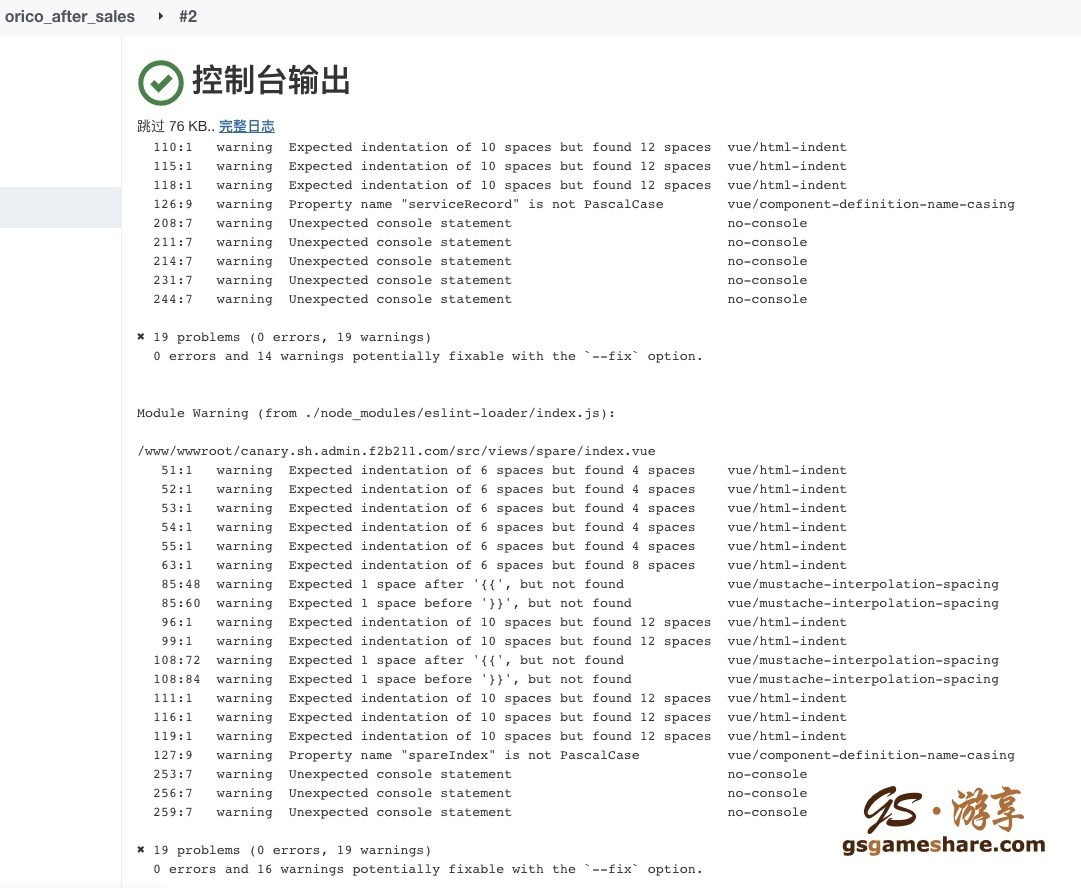 orico_after_sales ‣ #2
控制台输出
跳过 76 KB.. 完整日志
110:1 warning Expected indentation of 10 spaces but found 12 spaces vue/html-indent
115:1 warning Expected indentation of 10 spaces but found 12 spaces vue/html-indent
118:1 warning Expected indentation of 10 spaces but found 12 spaces vue/html-indent
126:9 warning Property name "serviceRecord" is not PascalCase vue/component-definition-name-casing
208:7 warning Unexpected console statement no-console
211:7 warning Unexpected console statement no-console
214:7 warning Unexpected console statement no-console
231:7 warning Unexpected console statement no-console
244:7 warning Unexpected console statement no-console
✖ 19 problems (0 errors, 19 warnings)
0 errors and 14 warnings potentially fixable with the `--fix` option.
Module Warning (from ./node_modules/eslint-loader/index.js):
/www/wwwroot/canary.sh.admin.f2b211.com/src/views/spare/index.vue
51:1 warning Expected indentation of 6 spaces but found 4 spaces vue/html-indent
52:1 warning Expected indentation of 6 spaces but found 4 spaces vue/html-indent
53:1 warning Expected indentation of 6 spaces but found 4 spaces vue/html-indent
54:1 warning Expected indentation of 6 spaces but found 4 spaces vue/html-indent
55:1 warning Expected indentation of 6 spaces but found 4 spaces vue/html-indent
63:1 warning Expected indentation of 6 spaces but found 8 spaces vue/html-indent
85:48 warning Expected 1 space after '{{', but not found vue/mustache-interpolation-spacing
85:60 warning Expected 1 space before '}}', but not found vue/mustache-interpolation-spacing
96:1 warning Expected indentation of 10 spaces but found 12 spaces vue/html-indent
99:1 warning Expected indentation of 10 spaces but found 12 spaces vue/html-indent
108:72 warning Expected 1 space after '{{', but not found vue/mustache-interpolation-spacing
108:84 warning Expected 1 space before '}}', but not found vue/mustache-interpolation-spacing
111:1 warning Expected indentation of 10 spaces but found 12 spaces vue/html-indent
116:1 warning Expected indentation of 10 spaces but found 12 spaces vue/html-indent
119:1 warning Expected indentation of 10 spaces but found 12 spaces vue/html-indent
127:9 warning Property name "spareIndex" is not PascalCase vue/component-definition-name-casing
253:7 warning Unexpected console statement no-console
256:7 warning Unexpected console statement no-console
259:7 warning Unexpected console statement no-console
GS·游享
gsgameshare.com
✖ 19 problems (0 errors, 19 warnings)
0 errors and 16 warnings potentially fixable with the `--fix` option.